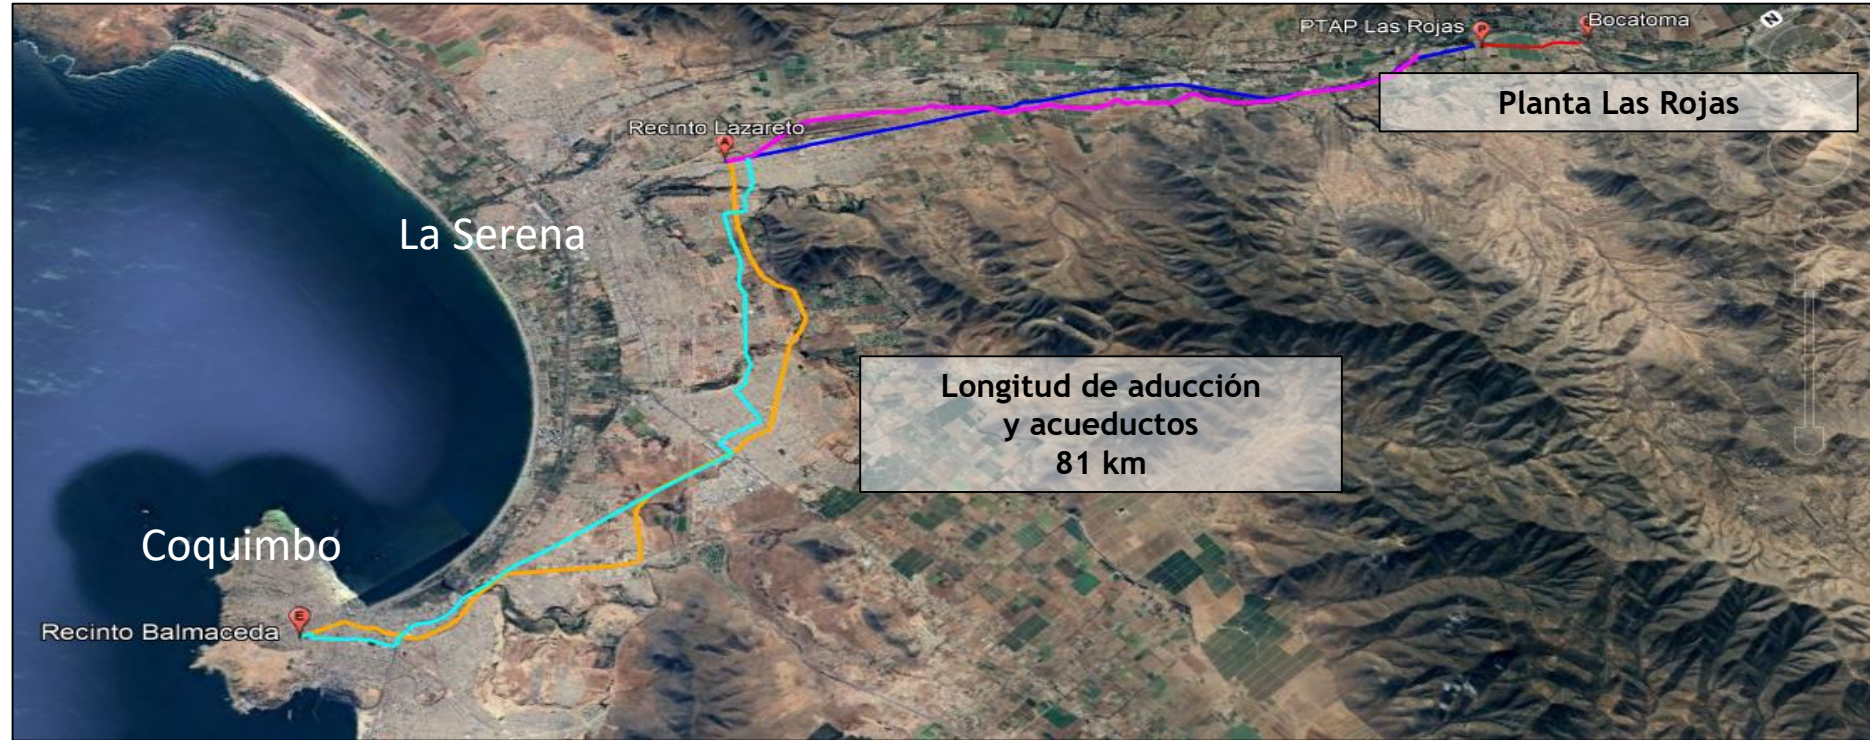 PTAP Las Rojas
P
Bocatoma
N
Planta Las Rojas
Recinto Lazareto
A
La Serena
Longitud de aducción
y acueductos
81 km
Coquimbo
E
Recinto Balmaceda